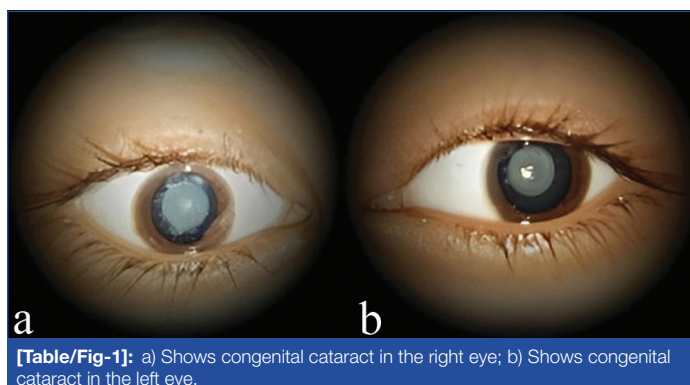 a
b
[Table/Fig-1]: a) Shows congenital cataract in the right eye; b) Shows congenital
cataract in the left eye.